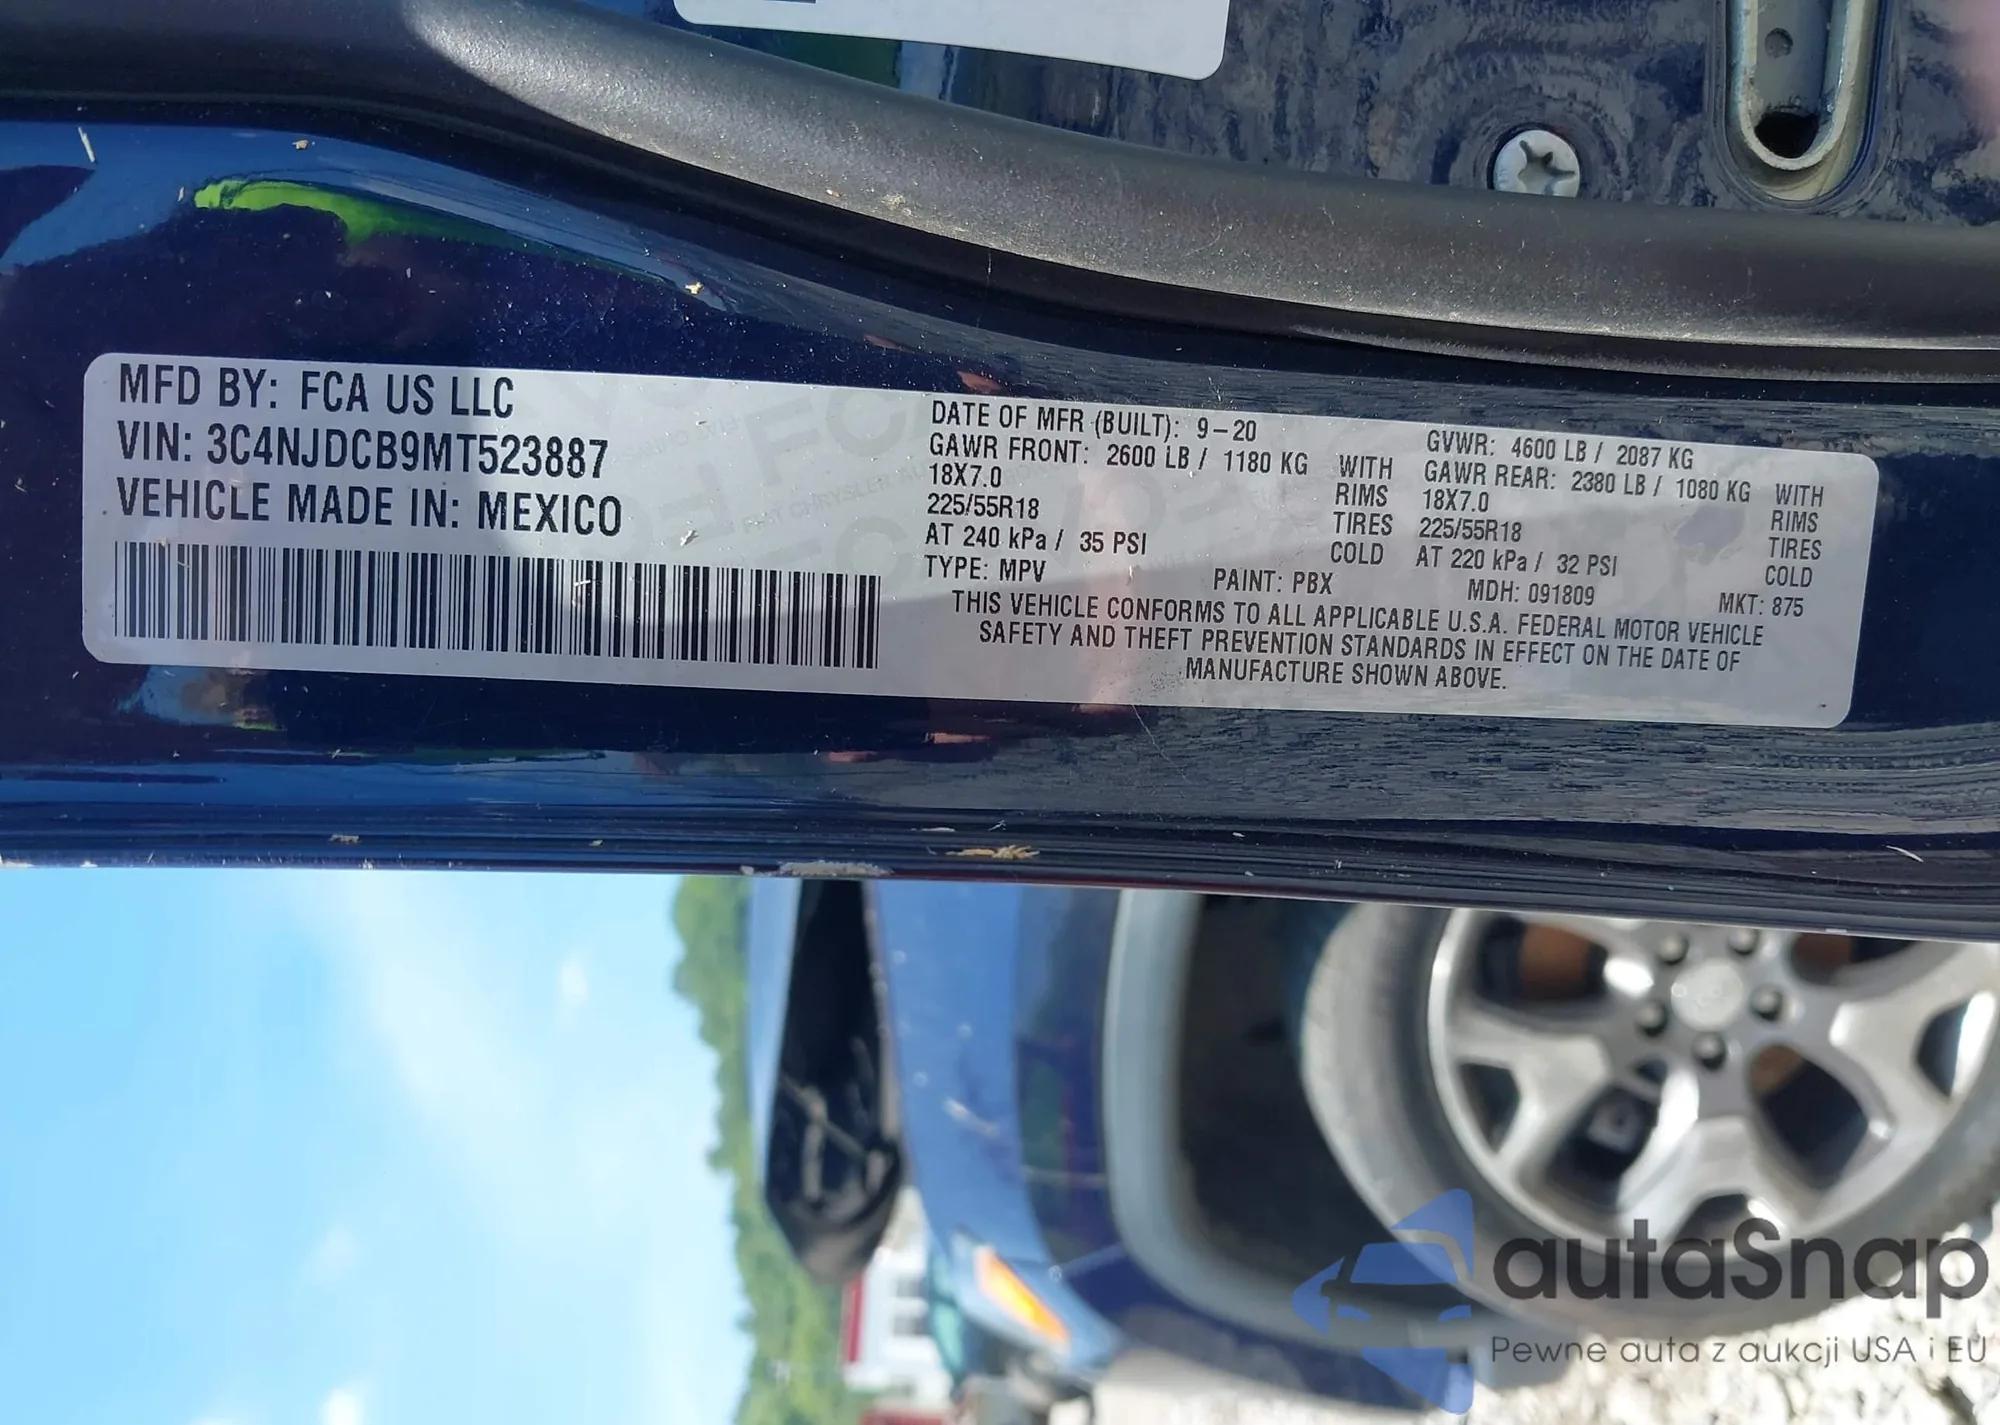 MFD BY: FCA US LLC
VIN: 3C4NJDCB9MT523887
VEHICLE MADE IN: MEXICO
DATE OF MFR (BUILT): 9-20 GVWR: 4600 LB / 2087 KG
GAWR FRONT: 2600 LB / 1180 KG WITH GAWR REAR: 2380 LB / 1080 KG WITH
18X7.0 RIMS 18X7.0 RIMS
225/55R18 TIRES 225/55R18 TIRES
AT 240 kPa / 35 PSI COLD AT 220 kPa / 32 PSI COLD
TYPE: MPV PAINT: PBX MDH: 091809 MKT: 875
THIS VEHICLE CONFORMS TO ALL APPLICABLE U.S.A. FEDERAL MOTOR VEHICLE
SAFETY AND THEFT PREVENTION STANDARDS IN EFFECT ON THE DATE OF
MANUFACTURE SHOWN ABOVE.
autaSnap
Pewne auta z aukcji USA i EU